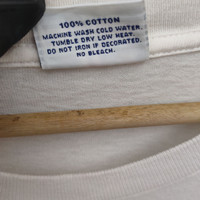 100% COTTON
MACHINE WASH COLD WATER.
TUMBLE DRY LOW HEAT.
DO NOT IRON IF DECORATED.
NO BLEACH.